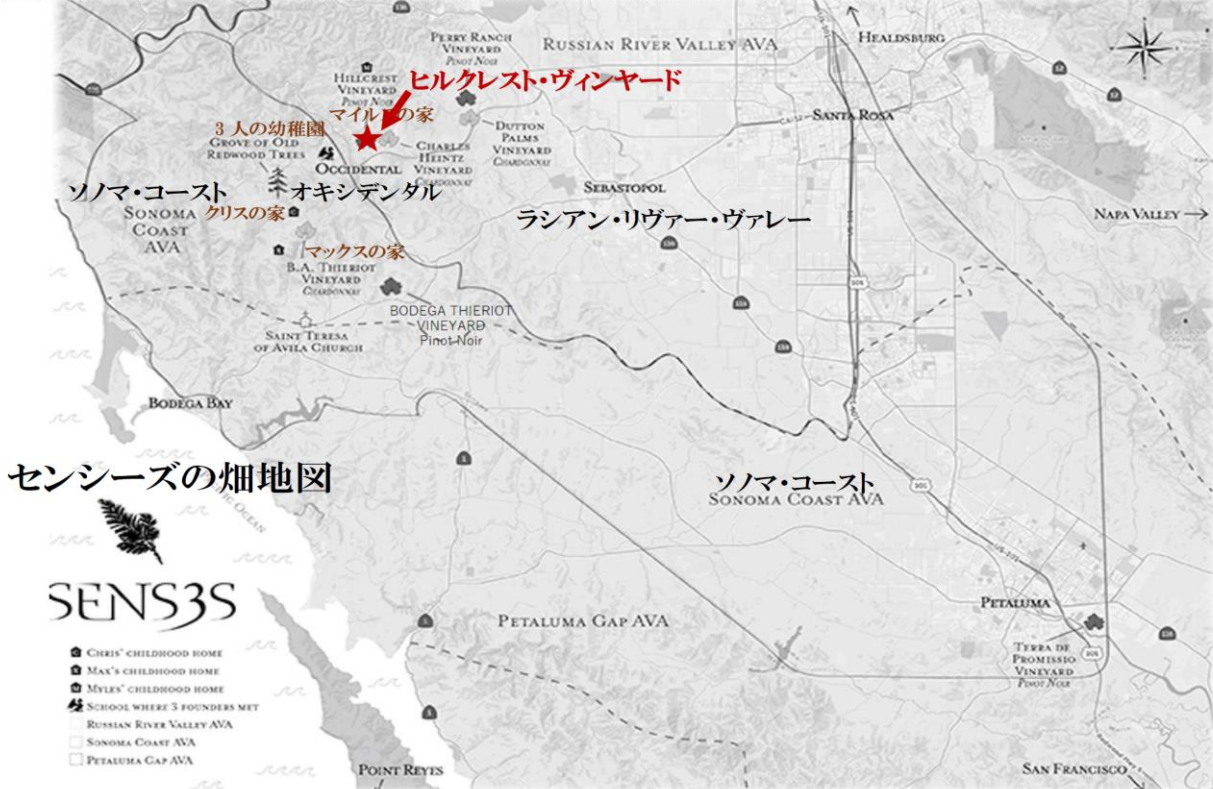 PERRY RANCH
VINEYARD
PINOT NOIR
RUSSIAN RIVER VALLEY AVA
HEALDSBURG
HILLCREST
VINEYARD
PINOT NOIR
ヒルクレスト・ヴィンヤード
SANTA ROSA
3人の幼稚園
GROVE OF OLD
REDWOOD TREES
DUTTON
PALMS
VINEYARD
CHARDONNAY
CHARLES
HEINTZ
VINEYARD
CHARDONNAY
OCCIDENTAL
オキシデンタル
SEBASTOPOL
ソノマ・コースト
SONOMA
COAST
AVA
クリスの家
ラシアン・リヴァー・ヴァレー
NAPA VALLEY
マックスの家
B.A. THIERIOT
VINEYARD
CHARDONNAY
BODEGA THIERIOT
VINEYARD
Pinot Noir
SAINT TERESA
OF AVILA CHURCH
BODEGA BAY
センシーズの畑地図
OCEAN
ソノマ・コースト
SONOMA COAST AVA
SENS3S
PETALUMA GAP AVA
PETALUMA
TERRA DE
PROMISSIO
VINEYARD
PINOT NOIR
CHRIS' CHILDHOOD HOME
MAX'S CHILDHOOD HOME
MYLES' CHILDHOOD HOME
SCHOOL WHERE 3 FOUNDERS MET
RUSSIAN RIVER VALLEY AVA
SONOMA COAST AVA
PETALUMA GAP AVA
POINT REYES
SAN FRANCISCO